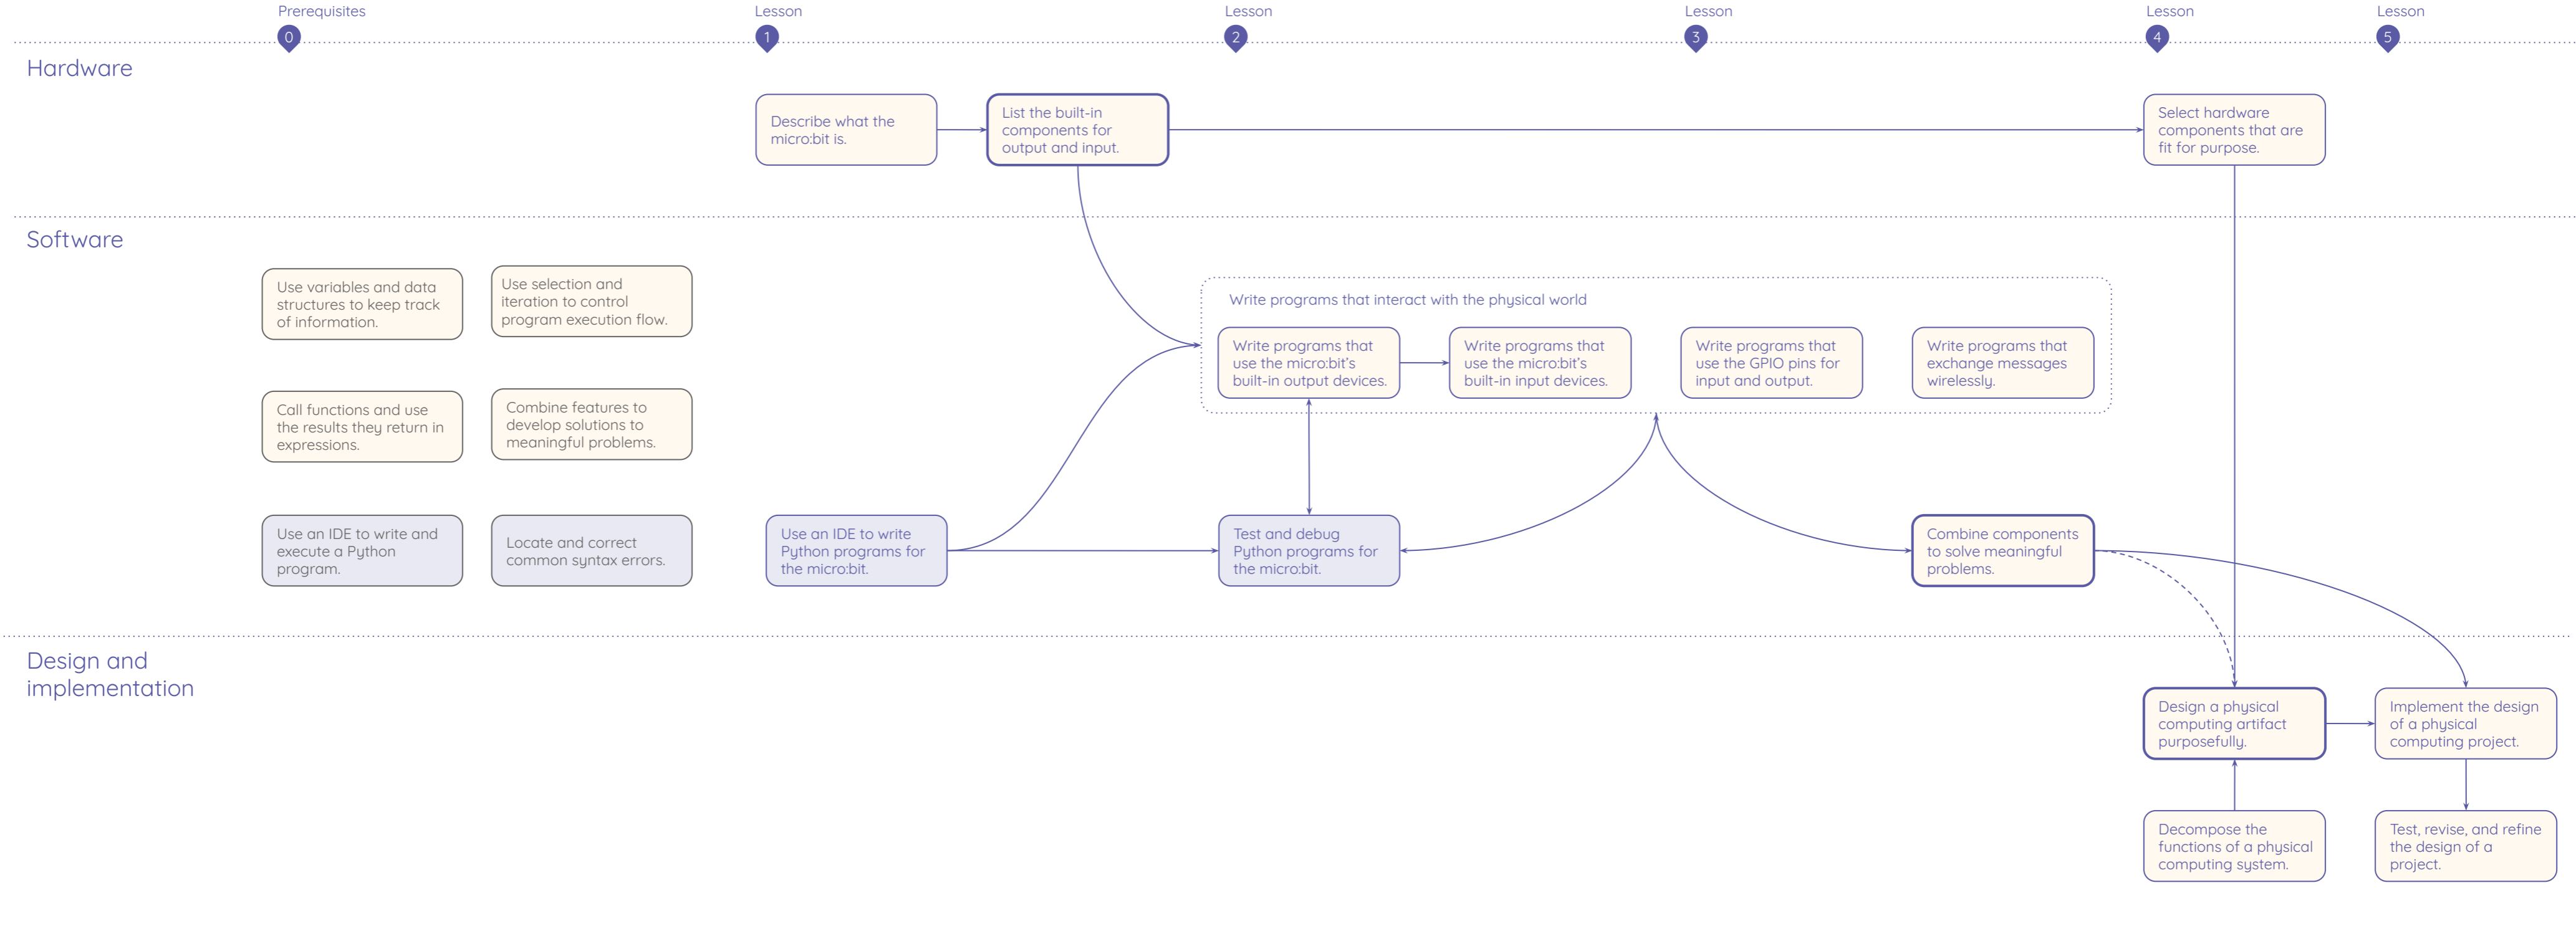 Prerequisites
0
Lesson
1
Lesson
2
Lesson
3
Lesson
4
Lesson
5
Hardware
Describe what the
micro:bit is.
List the built-in
components for
output and input.
Select hardware
components that are
fit for purpose.
Software
Use variables and data
structures to keep track
of information.
Use selection and
iteration to control
program execution flow.
Write programs that interact with the physical world
Write programs that
use the micro:bit's
built-in output devices.
Write programs that
use the micro:bit's
built-in input devices.
Write programs that
use the GPIO pins for
input and output.
Write programs that
exchange messages
wirelessly.
Call functions and use
the results they return in
expressions.
Combine features to
develop solutions to
meaningful problems.
Use an IDE to write and
execute a Python
program.
Locate and correct
common syntax errors.
Use an IDE to write
Python programs for
the micro:bit.
Test and debug
Python programs for
the micro:bit.
Combine components
to solve meaningful
problems.
Design and
implementation
Design a physical
computing artifact
purposefully.
Implement the design
of a physical
computing project.
Decompose the
functions of a physical
computing system.
Test, revise, and refine
the design of a
project.